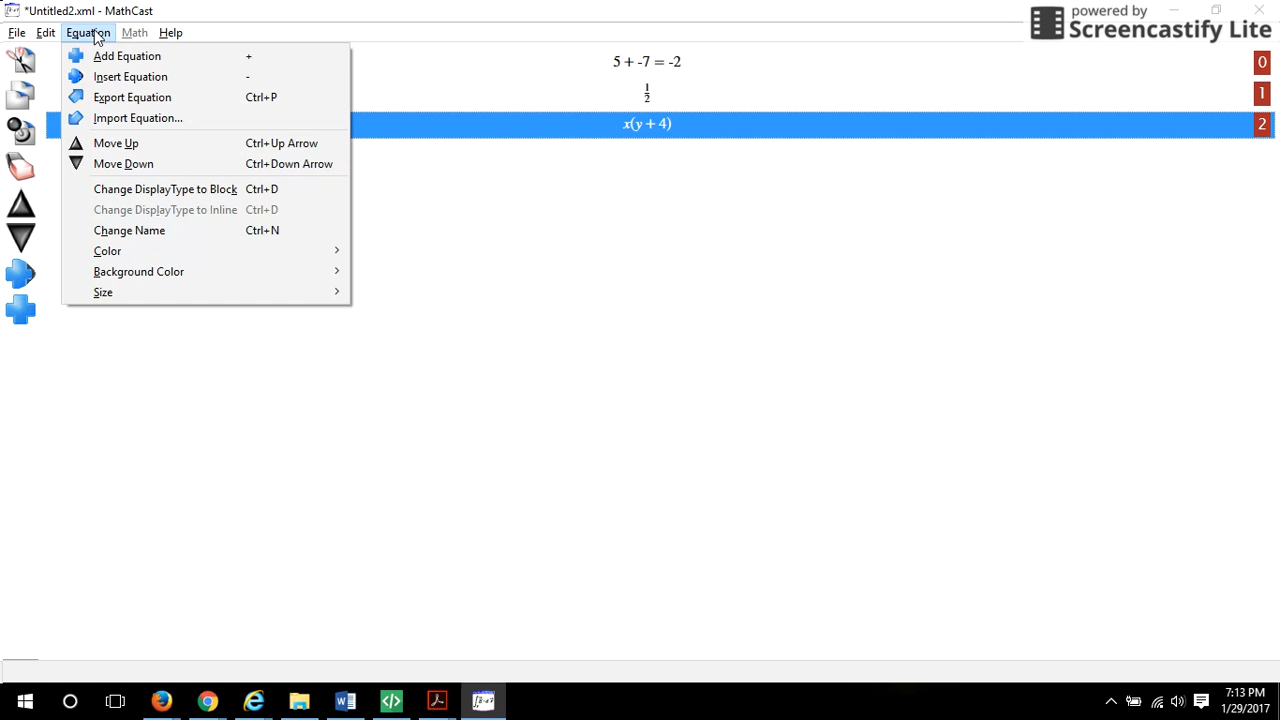 *Untitled2.xml - MathCast
powered by
Screencastify Lite
File Edit Equation Math Help
Add Equation +
Insert Equation -
Export Equation Ctrl+P
Import Equation...
Move Up Ctrl+Up Arrow
Move Down Ctrl+Down Arrow
Change DisplayType to Block Ctrl+D
Change DisplayType to Inline Ctrl+D
Change Name Ctrl+N
Color
Background Color
Size
5 + -7 = -2 0
1/2 1
x(y + 4) 2
7:13 PM
1/29/2017